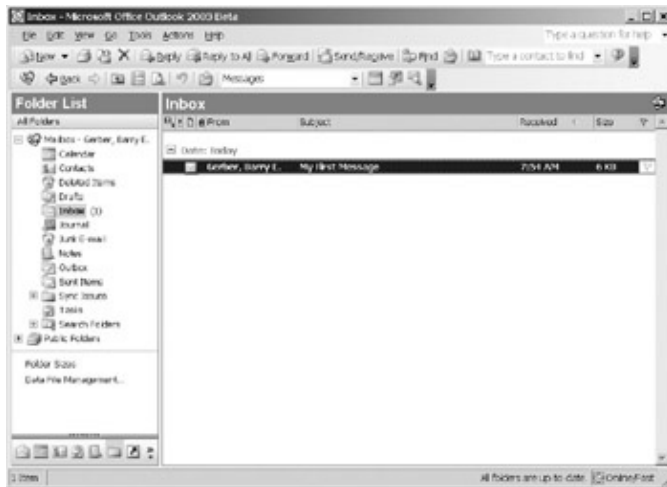 Inbox - Microsoft Office Outlook 2003 Beta
File Edit View Go Tools Actions Help Type a question for help
New Reply Reply to All Forward Send/Receive Find Type a contact to find
Back Messages
Folder List
All Folders
Mailbox - Gerber, Barry E.
Calendar
Contacts
Deleted Items
Drafts
Inbox (1)
Journal
Junk E-mail
Notes
Outbox
Sent Items
Sync Issues
Tasks
Search Folders
Public Folders
Folder Sizes
Data File Management...
Inbox
From Subject Received Size
Date: Today
Gerber, Barry E. My First Message 7:54 AM 6 KB
1 Item All folders are up to date. Online/Fast